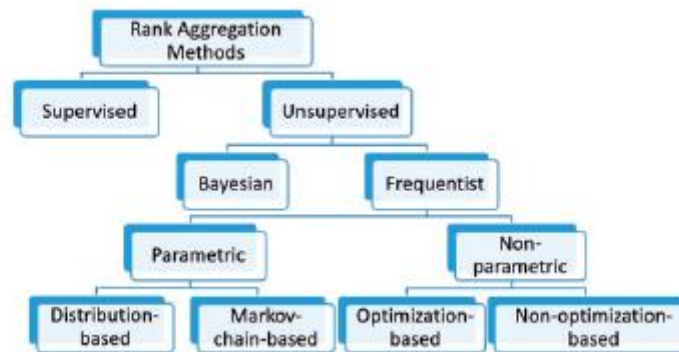 Rank Aggregation
Methods
Supervised
Unsupervised
Bayesian
Frequentist
Parametric
Non-
parametric
Distribution-
based
Markov-
chain-based
Optimization-
based
Non-optimization-
based